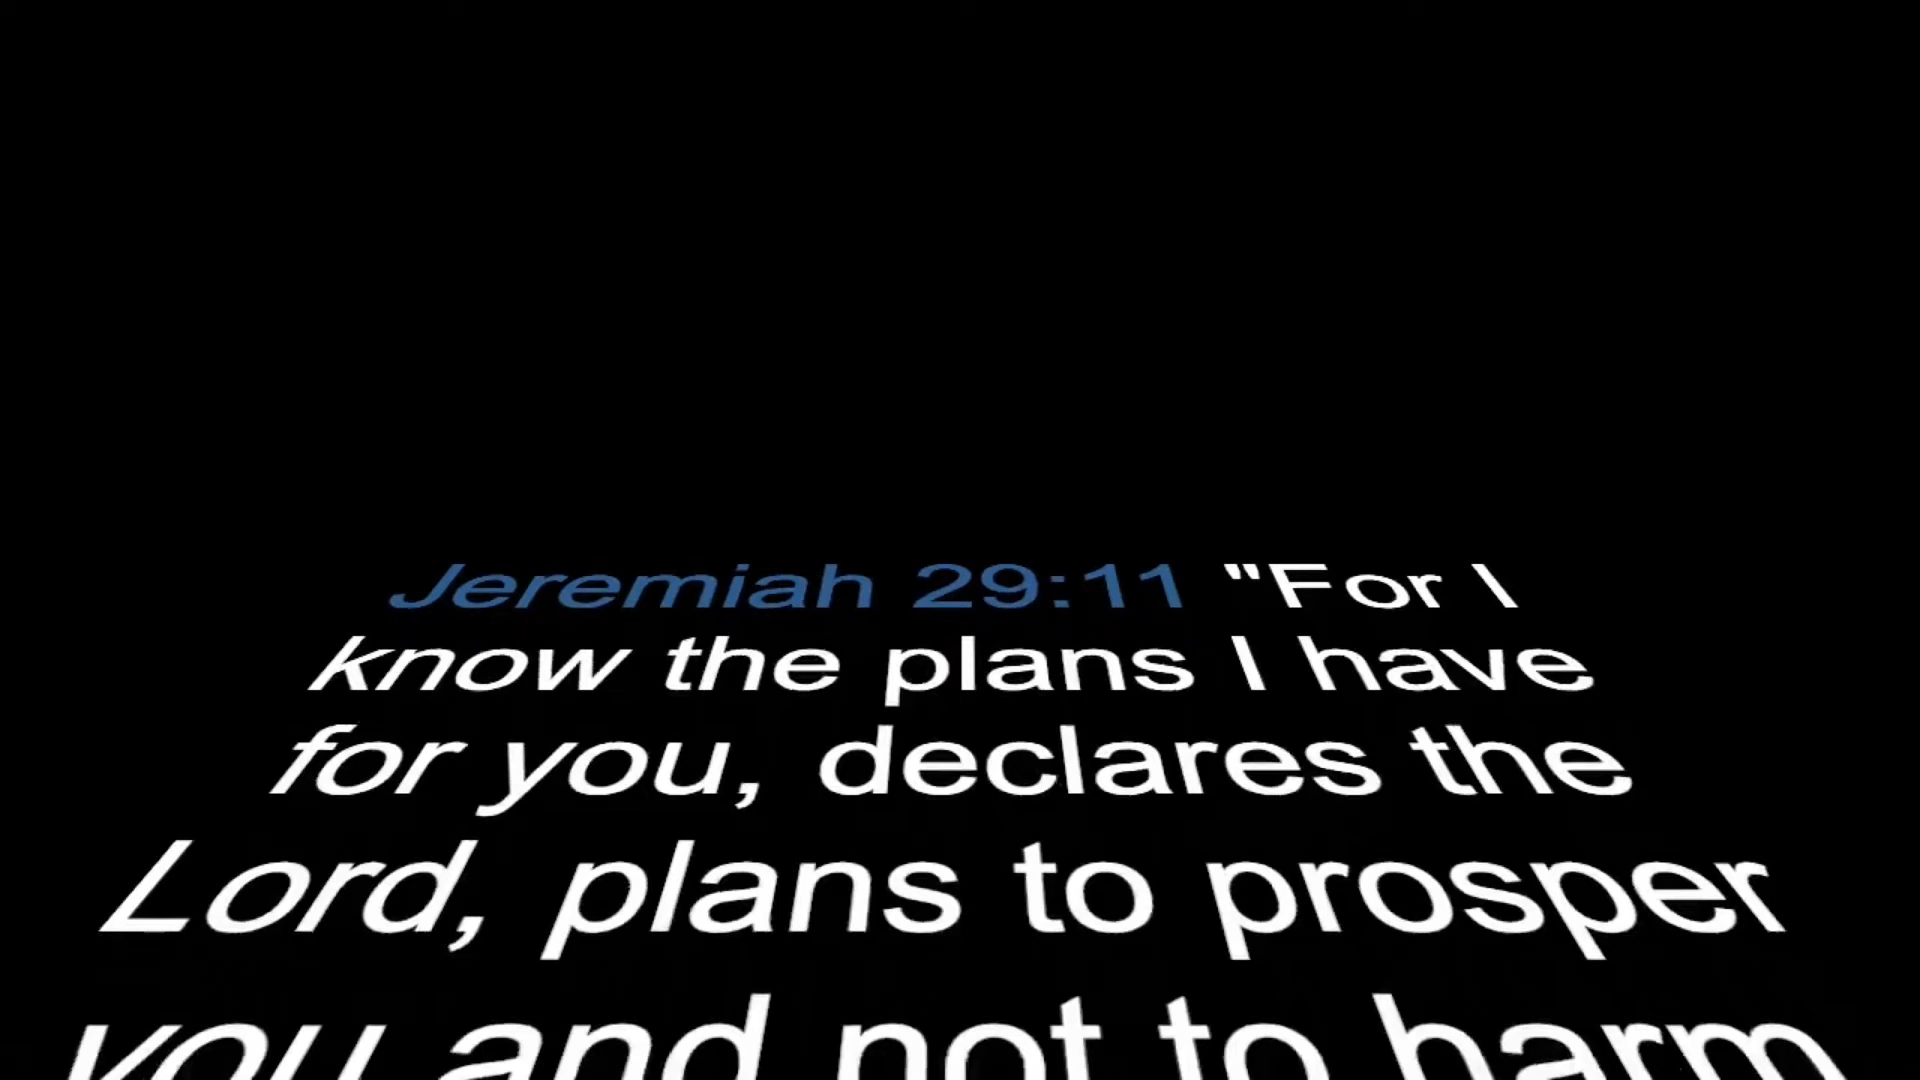 Jeremiah 29:11 "For I
know the plans I have
for you, declares the
Lord, plans to prosper
you and not to harm